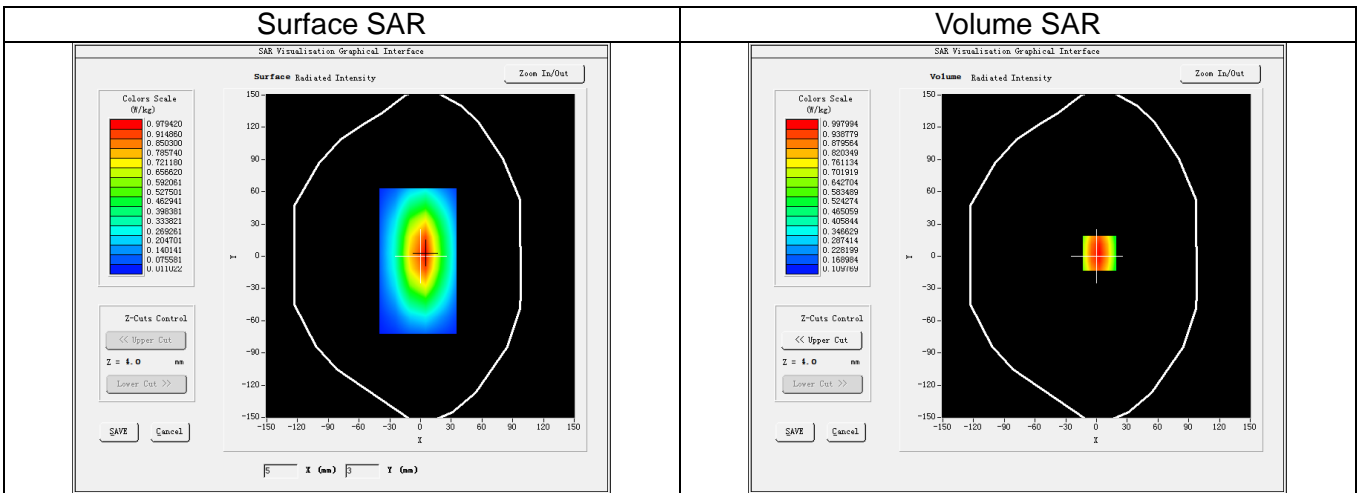 Surface SAR
Volume SAR
SAR Visualisation Graphical Interface
Surface Radiated Intensity
Zoom In/Out
Colors Scale
(W/kg)
0.979420
0.914860
0.850300
0.785740
0.721180
0.656620
0.592061
0.527501
0.462941
0.398381
0.333821
0.269261
0.204701
0.140141
0.075581
0.011022
150
120
90
60
30
0
-30
-60
-90
-120
-150
Y
-150 -120 -90 -60 -30 0 30 60 90 120 150
X
Z-Cuts Control
<< Upper Cut
Z = 4.0 mm
Lower Cut >>
SAVE Cancel
5 X (mm) 3 Y (mm)
SAR Visualisation Graphical Interface
Volume Radiated Intensity
Zoom In/Out
Colors Scale
(W/kg)
0.997994
0.938779
0.879564
0.820349
0.761134
0.701919
0.642704
0.583489
0.524274
0.465059
0.405844
0.346629
0.287414
0.228199
0.168984
0.109769
150
120
90
60
30
0
-30
-60
-90
-120
-150
Y
-150 -120 -90 -60 -30 0 30 60 90 120 150
X
Z-Cuts Control
<< Upper Cut
Z = 4.0 mm
Lower Cut >>
SAVE Cancel